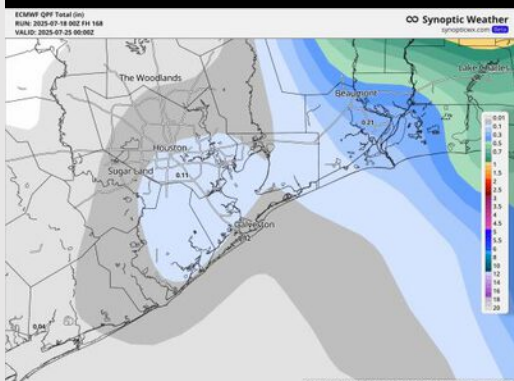 ECMWF QPF Total (in)
RUN: 2025-07-18 00Z FH 168
VALID: 2025-07-25 00:00Z
Synoptic Weather
synopticwx.com Beta
The Woodlands
Lake Charles
Beaumont
0.21
Houston
Sugar Land
0.11
Galveston
0.04
0.01
0.1
0.3
0.5
0.7
1
1.5
2
2.5
3
3.5
4
4.5
5
5.5
6
8
10
12
14
16
18
20